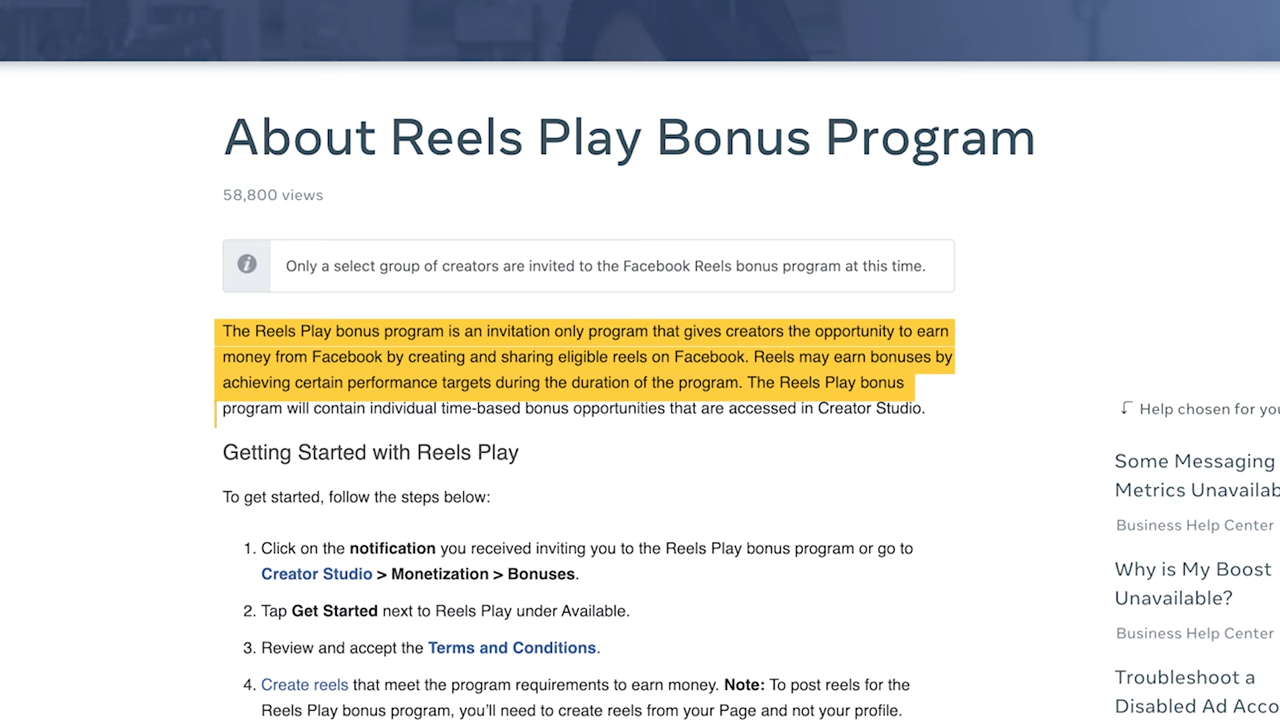 About Reels Play Bonus Program
58,800 views
Only a select group of creators are invited to the Facebook Reels bonus program at this time.
The Reels Play bonus program is an invitation only program that gives creators the opportunity to earn
money from Facebook by creating and sharing eligible reels on Facebook. Reels may earn bonuses by
achieving certain performance targets during the duration of the program. The Reels Play bonus
program will contain individual time-based bonus opportunities that are accessed in Creator Studio.
Getting Started with Reels Play
To get started, follow the steps below:
1. Click on the notification you received inviting you to the Reels Play bonus program or go to
Creator Studio > Monetization > Bonuses.
2. Tap Get Started next to Reels Play under Available.
3. Review and accept the Terms and Conditions.
4. Create reels that meet the program requirements to earn money. Note: To post reels for the
Reels Play bonus program, you'll need to create reels from your Page and not your profile.
Help chosen for you
Some Messaging
Metrics Unavailab
Business Help Center
Why is My Boost
Unavailable?
Business Help Center
Troubleshoot a
Disabled Ad Acco